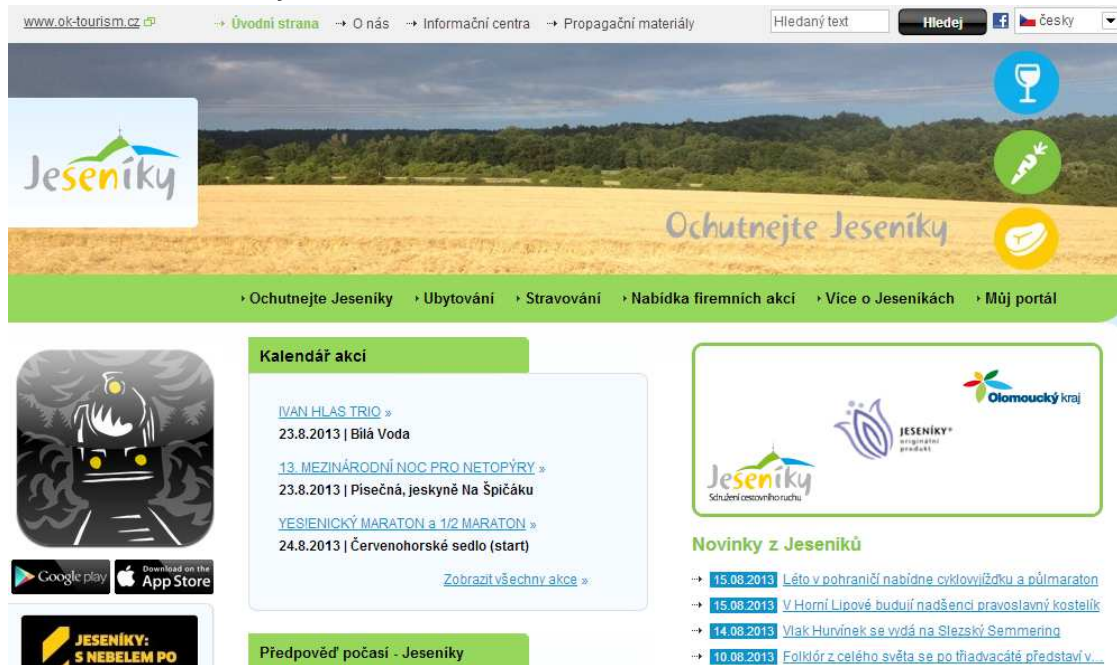 www.ok-tourism.cz
Úvodní strana
O nás
Informační centra
Propagační materiály
Hledaný text
Hledej
česky
Jeseníky
Ochutnejte Jeseníky
Ochutnejte Jeseníky
Ubytování
Stravování
Nabídka firemních akcí
Více o Jeseníkách
Můj portál
Google play
Download on the
App Store
JESENÍKY:
S NEBELEM PO
Kalendář akcí
IVAN HLAS TRIO »
23.8.2013 | Bílá Voda
13. MEZINÁRODNÍ NOC PRO NETOPÝRY »
23.8.2013 | Písečná, jeskyně Na Špičáku
YES!ENICKÝ MARATON a 1/2 MARATON »
24.8.2013 | Červenohorské sedlo (start)
Zobrazit všechny akce »
Předpověď počasí - Jeseníky
Olomoucký kraj
JESENÍKY®
originální
produkt
Jeseníky
Sdružení cestovního ruchu
Novinky z Jeseníků
15.08.2013 Léto v pohraničí nabídne cyklovyjížďku a půlmaraton
15.08.2013 V Horní Lipové budují nadšenci pravoslavný kostelík
14.08.2013 Vlak Hurvínek se vydá na Slezský Semmering
10.08.2013 Folklór z celého světa se po třiadvacáté představí v...